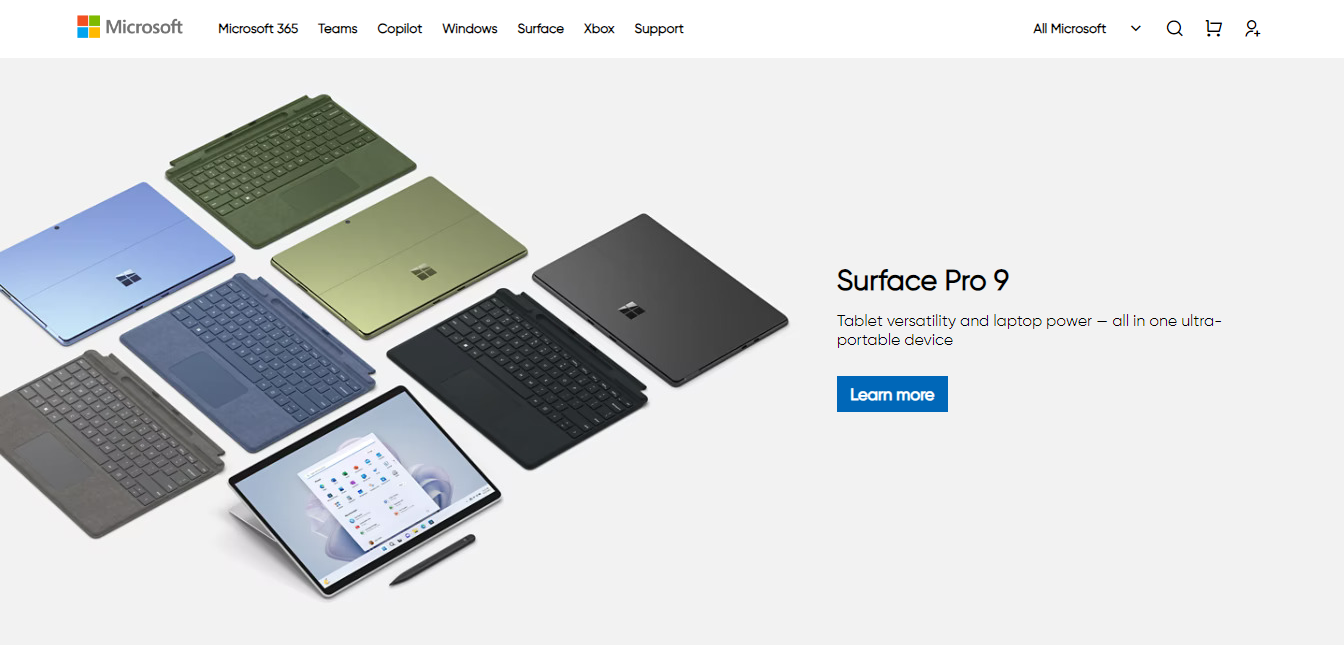 Microsoft
Microsoft 365 Teams Copilot Windows Surface Xbox Support
All Microsoft
Surface Pro 9
Tablet versatility and laptop power — all in one ultra-
portable device
Learn more